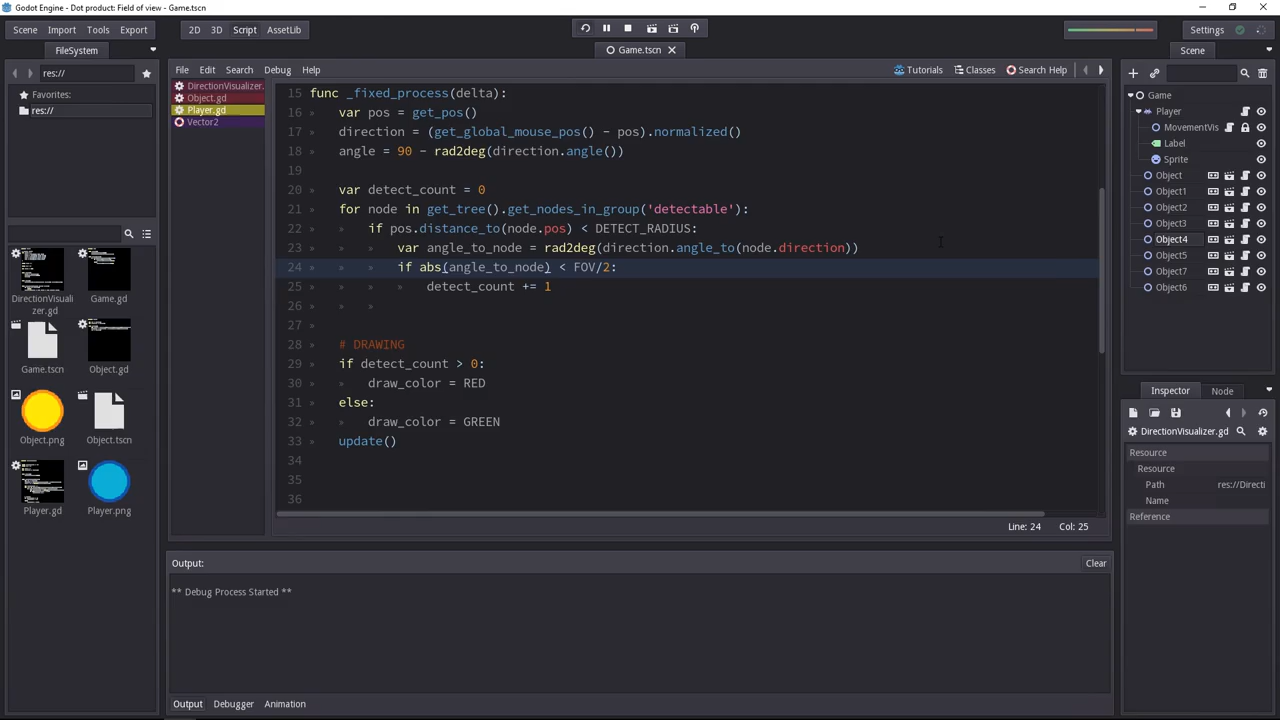 Godot Engine - Dot product: Field of view - Game.tscn
Scene Import Tools Export
2D 3D Script AssetLib
Settings
FileSystem
Game.tscn
Scene
res://
Favorites:
res://
File Edit Search Debug Help
Tutorials Classes Search Help
DirectionVisualizer.
Object.gd
Player.gd
Vector2
15 func _fixed_process(delta):
16 var pos = get_pos()
17 direction = (get_global_mouse_pos() - pos).normalized()
18 angle = 90 - rad2deg(direction.angle())
19
20 var detect_count = 0
21 for node in get_tree().get_nodes_in_group('detectable'):
22 if pos.distance_to(node.pos) < DETECT_RADIUS:
23 var angle_to_node = rad2deg(direction.angle_to(node.direction))
24 if abs(angle_to_node) < FOV/2:
25 detect_count += 1
26
27
28 # DRAWING
29 if detect_count > 0:
30 draw_color = RED
31 else:
32 draw_color = GREEN
33 update()
34
35
36
Line: 24 Col: 25
DirectionVisuali
zer.gd
Game.gd
Game.tscn
Object.gd
Object.png
Object.tscn
Player.gd
Player.png
Output:
Clear
** Debug Process Started **
Output Debugger Animation
Game
Player
MovementVis
Label
Sprite
Object
Object1
Object2
Object3
Object4
Object5
Object7
Object6
Inspector Node
DirectionVisualizer.gd
Resource
Resource
Path res://Directi
Name
Reference